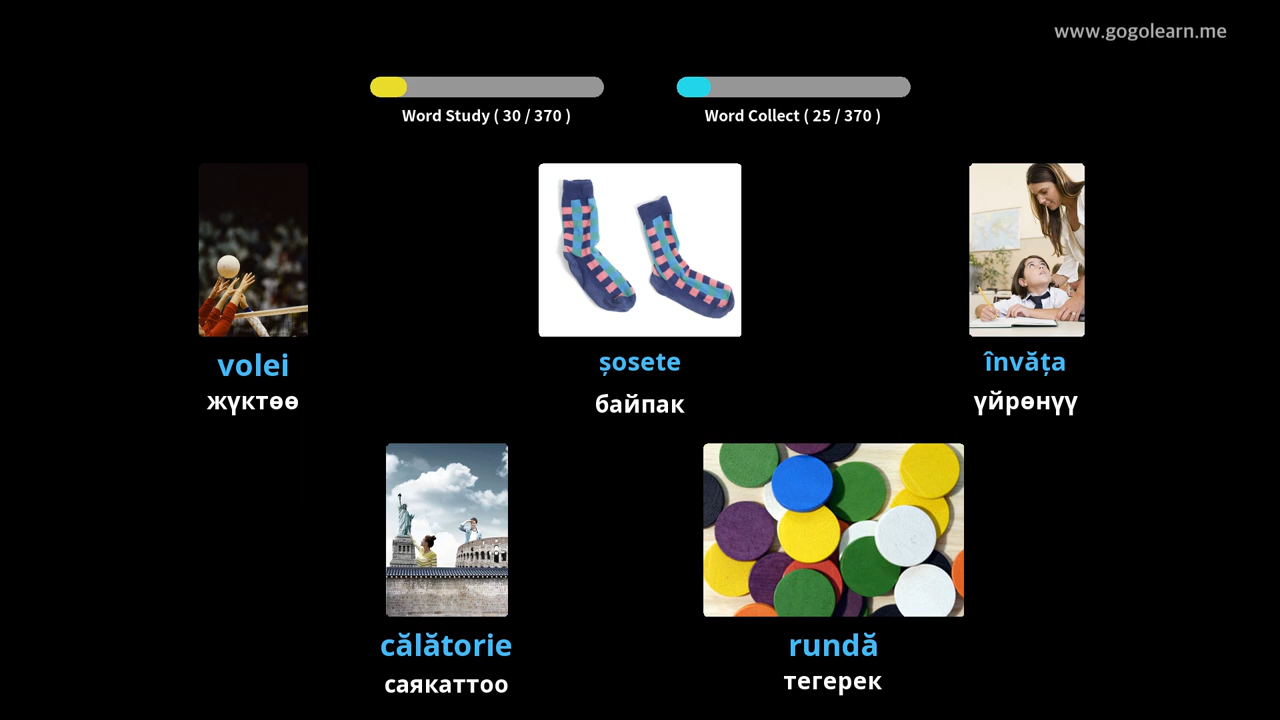 www.gogolearn.me
Word Study ( 30 / 370 )
Word Collect ( 25 / 370 )
volei
жүктөө
șosete
байпак
învăța
үйрөнүү
călătorie
саякаттоо
rundă
тегерек